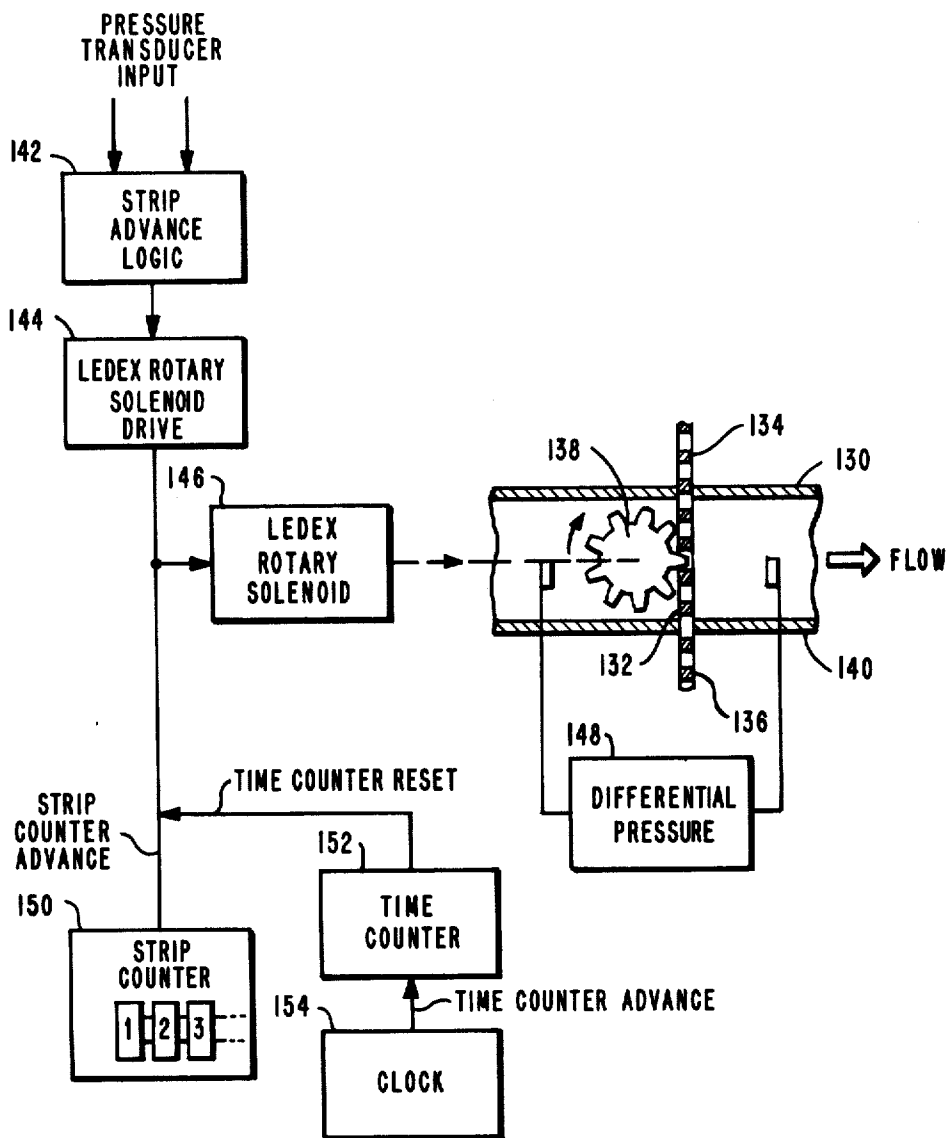 PRESSURE
TRANSDUCER
INPUT
142
STRIP
ADVANCE
LOGIC
144
LEDEX ROTARY
SOLENOID
DRIVE
146
LEDEX
ROTARY
SOLENOID
138
134
130
FLOW
132
140
136
148
DIFFERENTIAL
PRESSURE
TIME COUNTER RESET
STRIP
COUNTER
ADVANCE
152
TIME
COUNTER
150
STRIP
COUNTER
1 2 3
TIME COUNTER ADVANCE
154
CLOCK